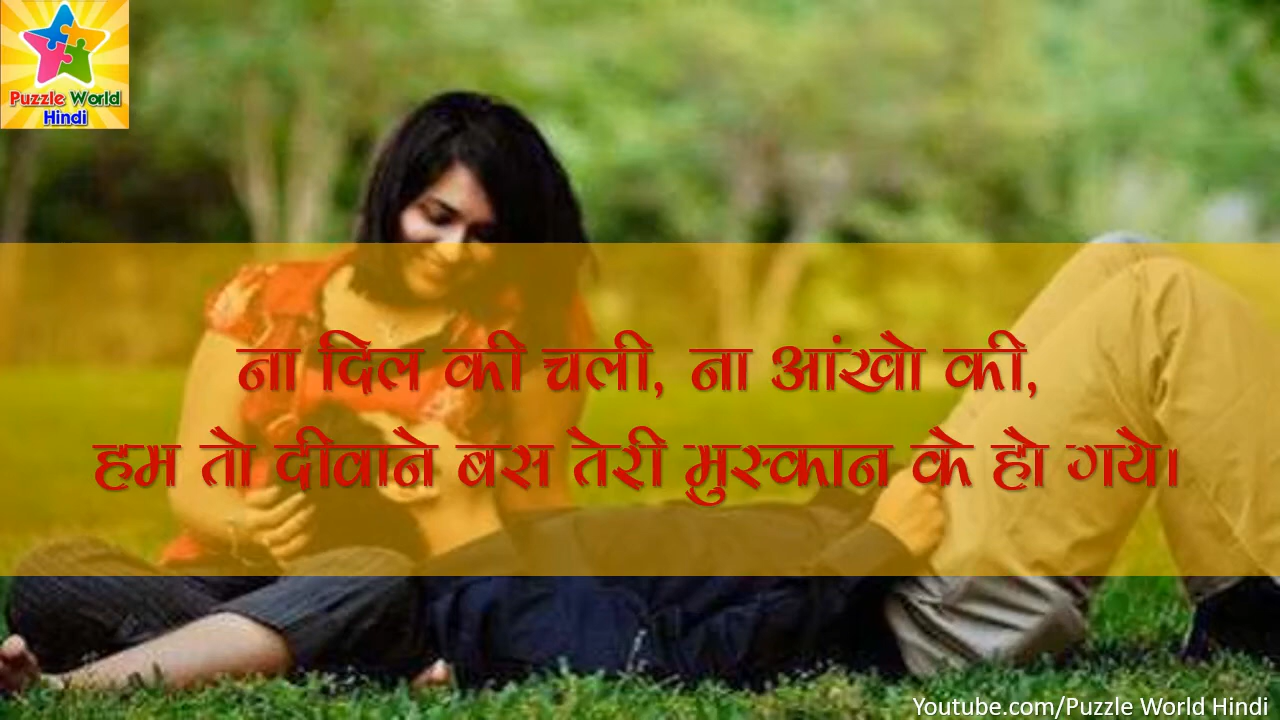 Puzzle World
Hindi
ना दिल की चली, ना आंखो की,
हम तो दीवाने बस तेरी मुस्कान के हो गये।
Youtube.com/Puzzle World Hindi